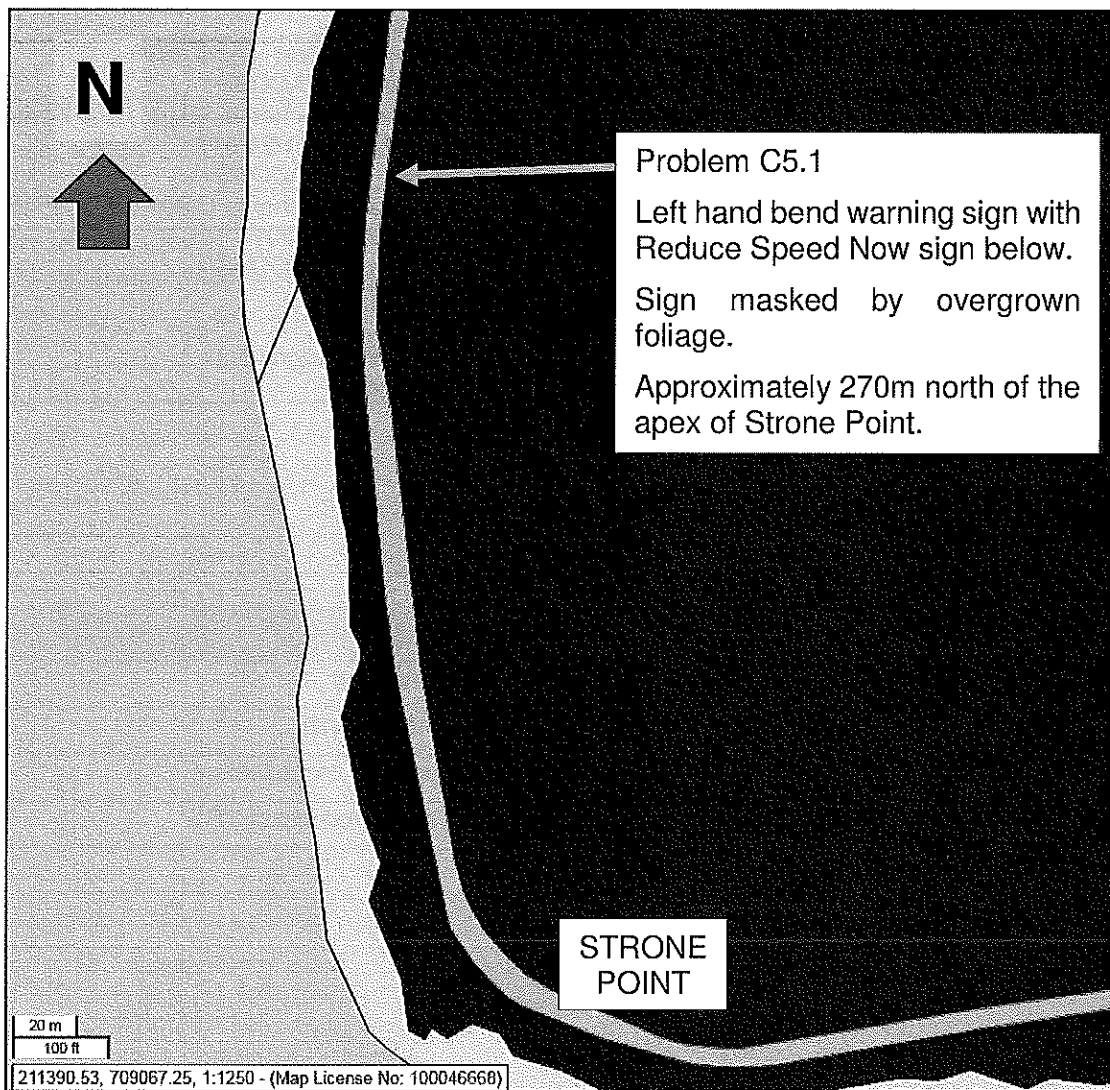 N
Problem C5.1
Left hand bend warning sign with
Reduce Speed Now sign below.
Sign masked by overgrown
foliage.
Approximately 270m north of the
apex of Strone Point.
STRONE
POINT
20 m
100 ft
211390.53, 709067.25, 1:1250 - (Map License No: 100046668)